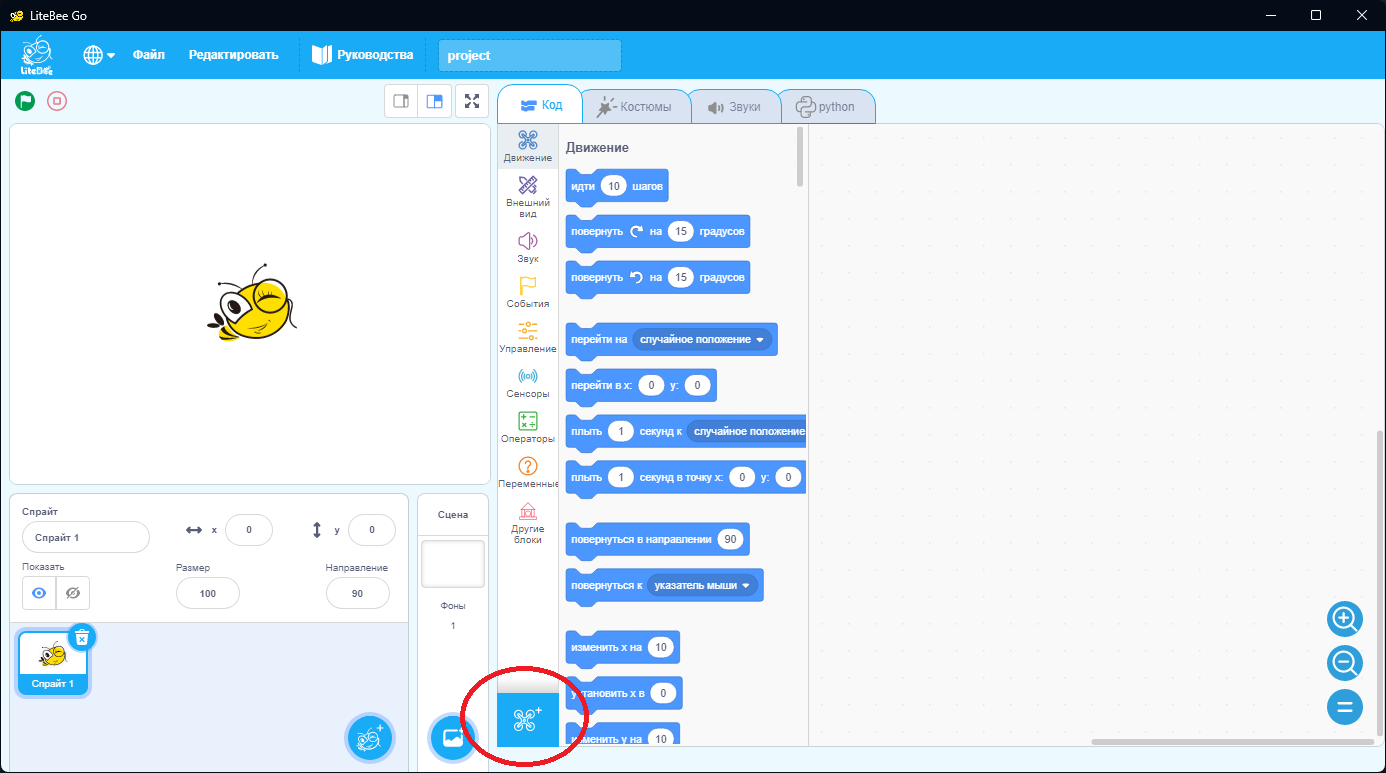 LiteBee Go
LiteBee
Файл
Редактировать
Руководства
project
Код
Костюмы
Звуки
python
Движение
Внешний
вид
Звук
События
Управление
Сенсоры
Операторы
Переменные
Другие
блоки
Движение
идти 10 шагов
повернуть на 15 градусов
повернуть на 15 градусов
перейти на случайное положение
перейти в x: 0 y: 0
плыть 1 секунд к случайное положение
плыть 1 секунд в точку x: 0 y: 0
повернуться в направлении 90
повернуться к указатель мыши
изменить x на 10
установить x в 0
изменить y на 10
Спрайт
Спрайт 1
x 0
y 0
Показать
Размер
100
Направление
90
Спрайт 1
Сцена
Фоны
1